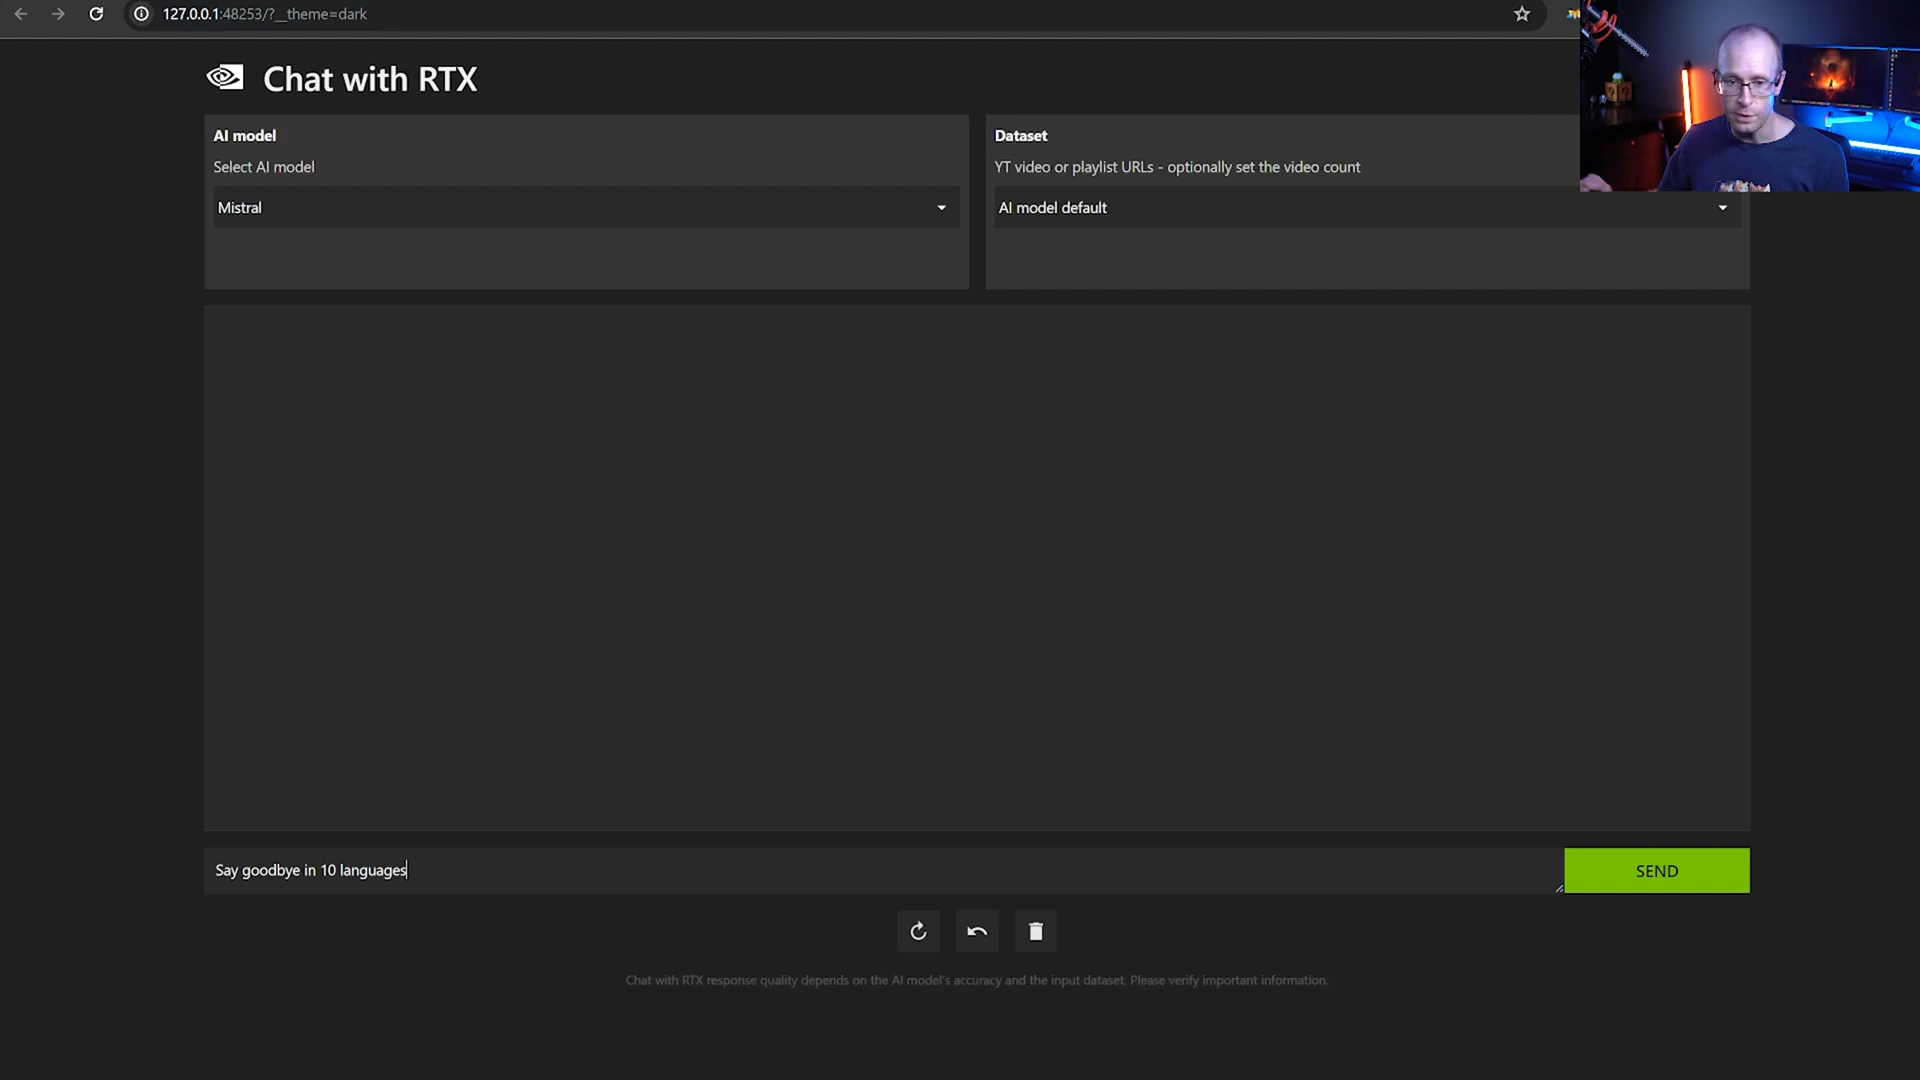 127.0.0.1:48253/?__theme=dark
Chat with RTX
AI model
Select AI model
Mistral
Dataset
YT video or playlist URLs - optionally set the video count
AI model default
Say goodbye in 10 languages
SEND
Chat with RTX response quality depends on the AI model's accuracy and the input dataset. Please verify important information.